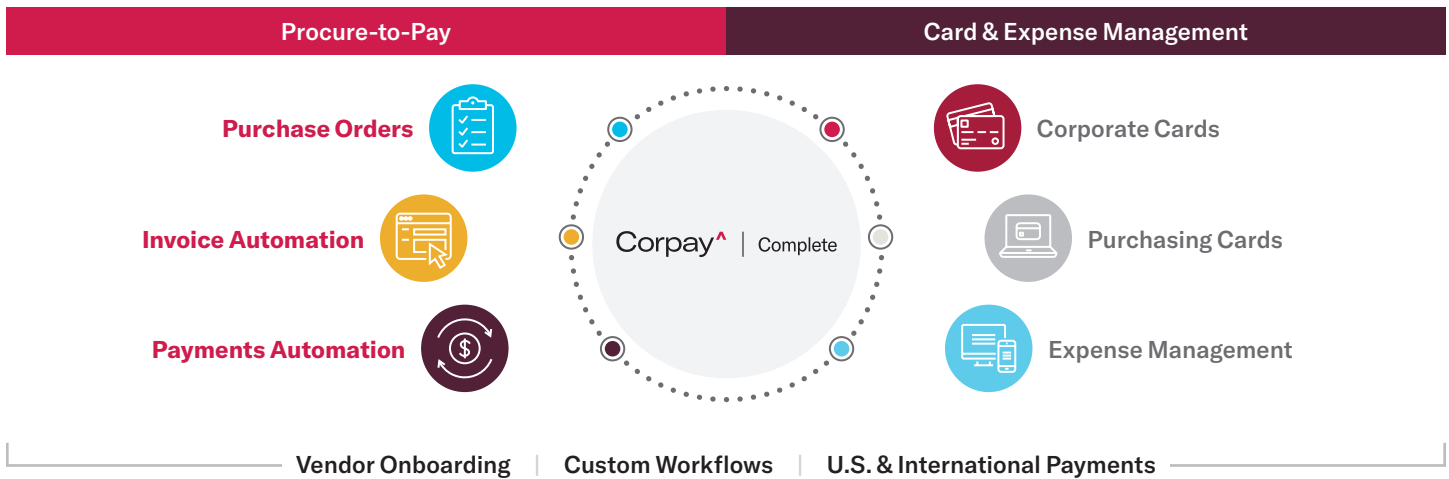 Procure-to-Pay
Card & Expense Management
Purchase Orders
Corporate Cards
Invoice Automation
Corpay^ | Complete
Purchasing Cards
Payments Automation
$
Expense Management
Vendor Onboarding | Custom Workflows | U.S. & International Payments